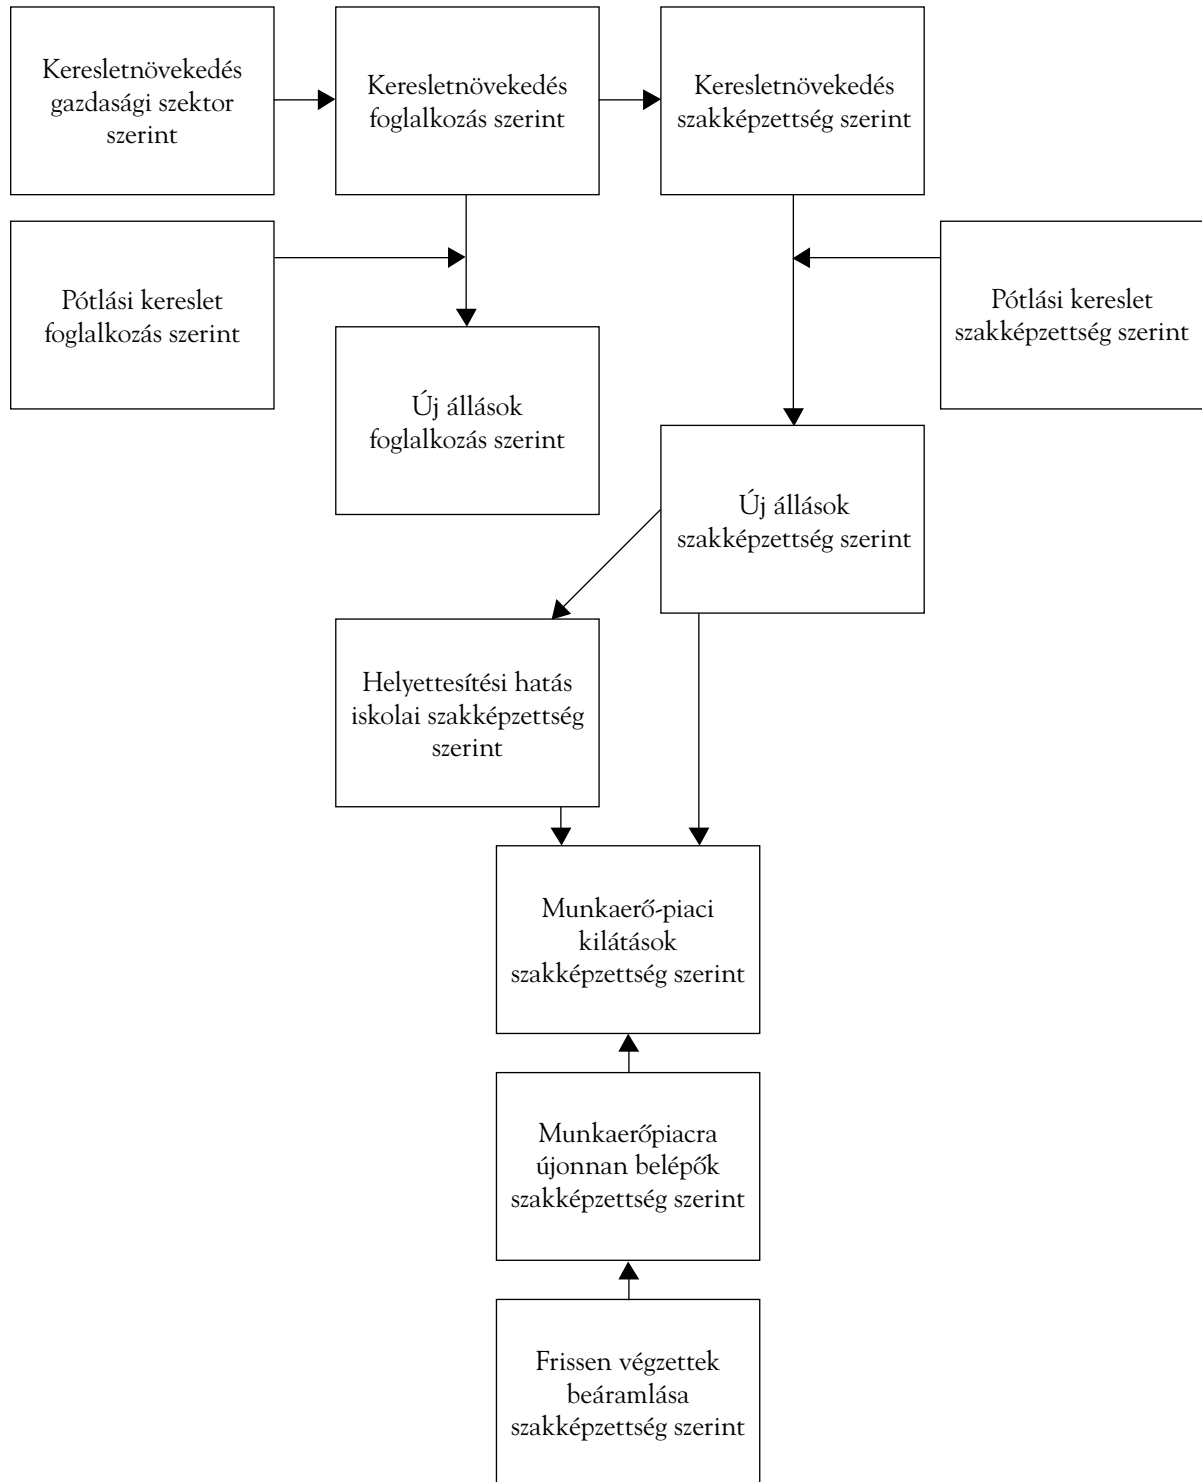 Keresletnövekedés
gazdasági szektor
szerint
Keresletnövekedés
foglalkozás szerint
Keresletnövekedés
szakképzettség szerint
Pótlási kereslet
foglalkozás szerint
Pótlási kereslet
szakképzettség szerint
Új állások
foglalkozás szerint
Új állások
szakképzettség szerint
Helyettesítési hatás
iskolai szakképzettség
szerint
Munkaerő-piaci
kilátások
szakképzettség szerint
Munkaerőpiacra
újonnan belépők
szakképzettség szerint
Frissen végzettek
beáramlása
szakképzettség szerint